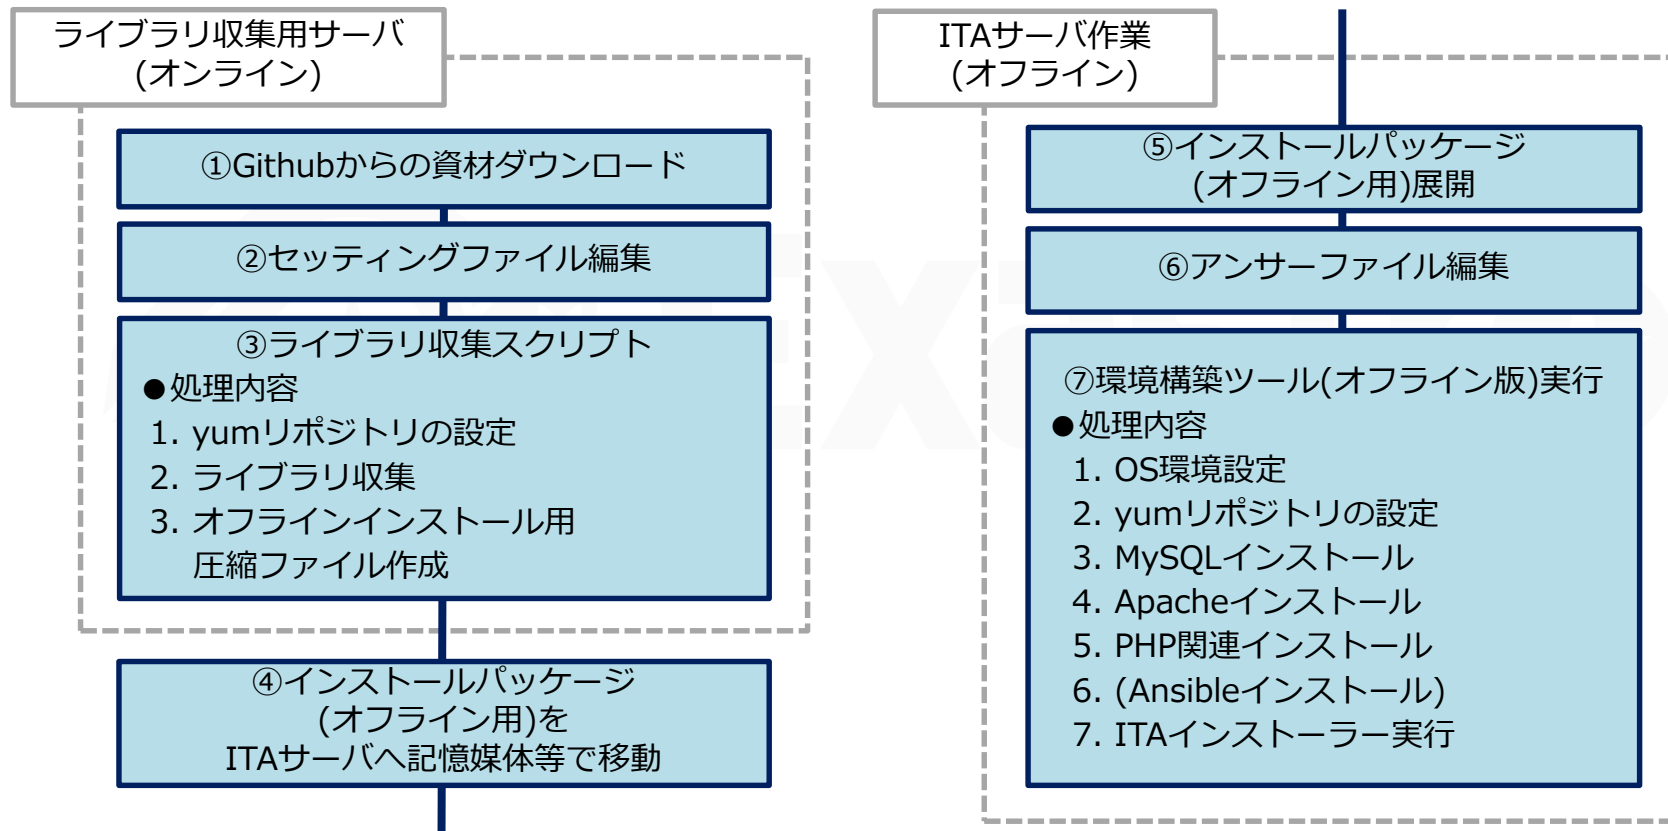 ライブラリ収集用サーバ
(オンライン)
①Githubからの資材ダウンロード
②セッティングファイル編集
③ライブラリ収集スクリプト
●処理内容
1. yumリポジトリの設定
2. ライブラリ収集
3. オフラインインストール用
圧縮ファイル作成
④インストールパッケージ
(オフライン用)を
ITAサーバへ記憶媒体等で移動
ITAサーバ作業
(オフライン)
⑤インストールパッケージ
(オフライン用)展開
⑥アンサーファイル編集
⑦環境構築ツール(オフライン版)実行
●処理内容
1. OS環境設定
2. yumリポジトリの設定
3. MySQLインストール
4. Apacheインストール
5. PHP関連インストール
6. (Ansibleインストール)
7. ITAインストーラー実行